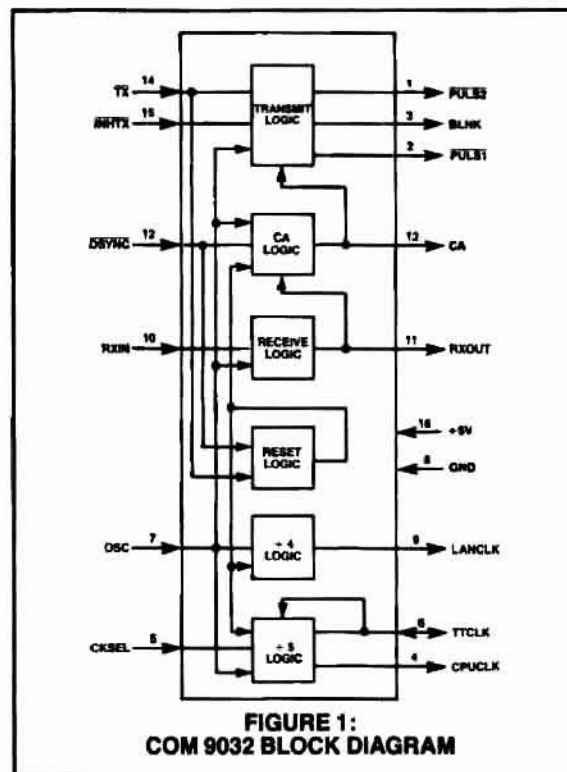 14
TX
1
PULS2
TRANSMIT
LOGIC
15
INHTX
3
BLNK
2
PULS1
12
DSYNC
CA
LOGIC
13
CA
10
RXIN
RECEIVE
LOGIC
11
RXOUT
16
+5V
RESET
LOGIC
8
GND
7
OSC
÷ 4
LOGIC
9
LANCLK
6
TTCLK
5
CKSEL
÷ 5
LOGIC
4
CPUCLK
FIGURE 1:
COM 9032 BLOCK DIAGRAM